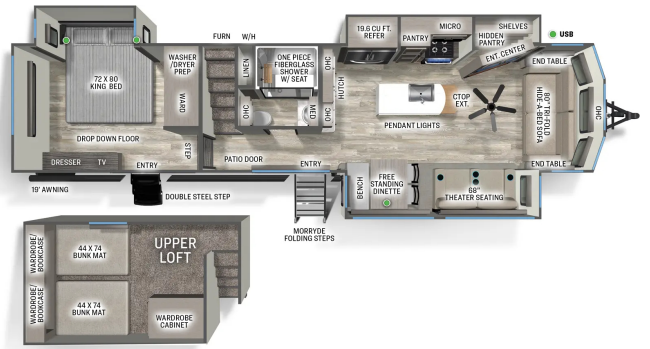 FURN
W/H
19.6 CU FT.
REFER
MICRO
PANTRY
SHELVES
HIDDEN
PANTRY
USB
ENT. CENTER
END TABLE
WASHER
/DRYER
PREP
LINEN
ONE PIECE
FIBERGLASS
SHOWER
W/ SEAT
OHC
HUTCH
72 X 80
KING BED
WARD
OHC
MED
OHC
CTOP
EXT.
80" TRI-FOLD
HIDE-A-BED SOFA
OHC
PENDANT LIGHTS
DROP DOWN FLOOR
STEP
DRESSER
TV
ENTRY
PATIO DOOR
ENTRY
END TABLE
BENCH
FREE
STANDING
DINETTE
68"
THEATER SEATING
19' AWNING
DOUBLE STEEL STEP
MORRYDE
FOLDING STEPS
WARDROBE/
BOOKCASE
44 X 74
BUNK MAT
UPPER
LOFT
WARDROBE/
BOOKCASE
44 X 74
BUNK MAT
WARDROBE
CABINET